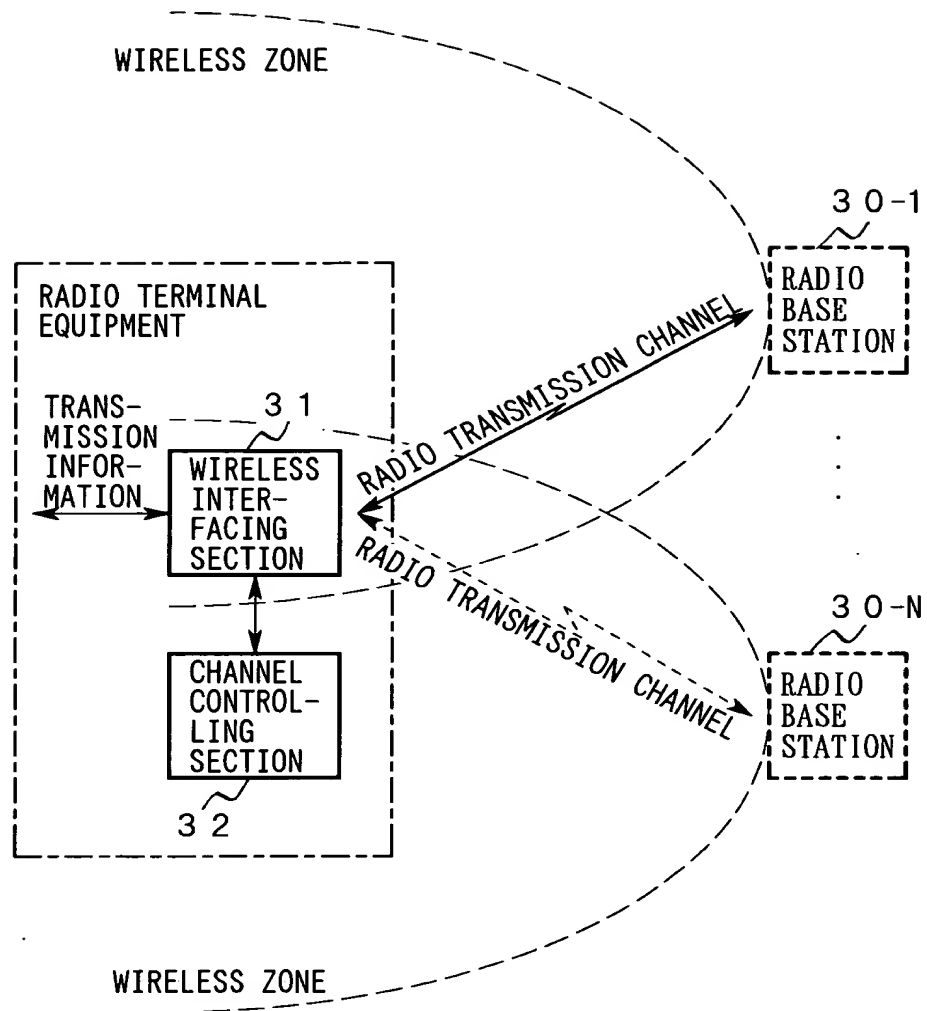 WIRELESS ZONE
30-1
RADIO
BASE
STATION
RADIO TERMINAL
EQUIPMENT
RADIO TRANSMISSION CHANNEL
TRANS-
MISSION
INFOR-
MATION
31
WIRELESS
INTER-
FACING
SECTION
RADIO TRANSMISSION CHANNEL
30-N
RADIO
BASE
STATION
CHANNEL
CONTROL-
LING
SECTION
32
WIRELESS ZONE